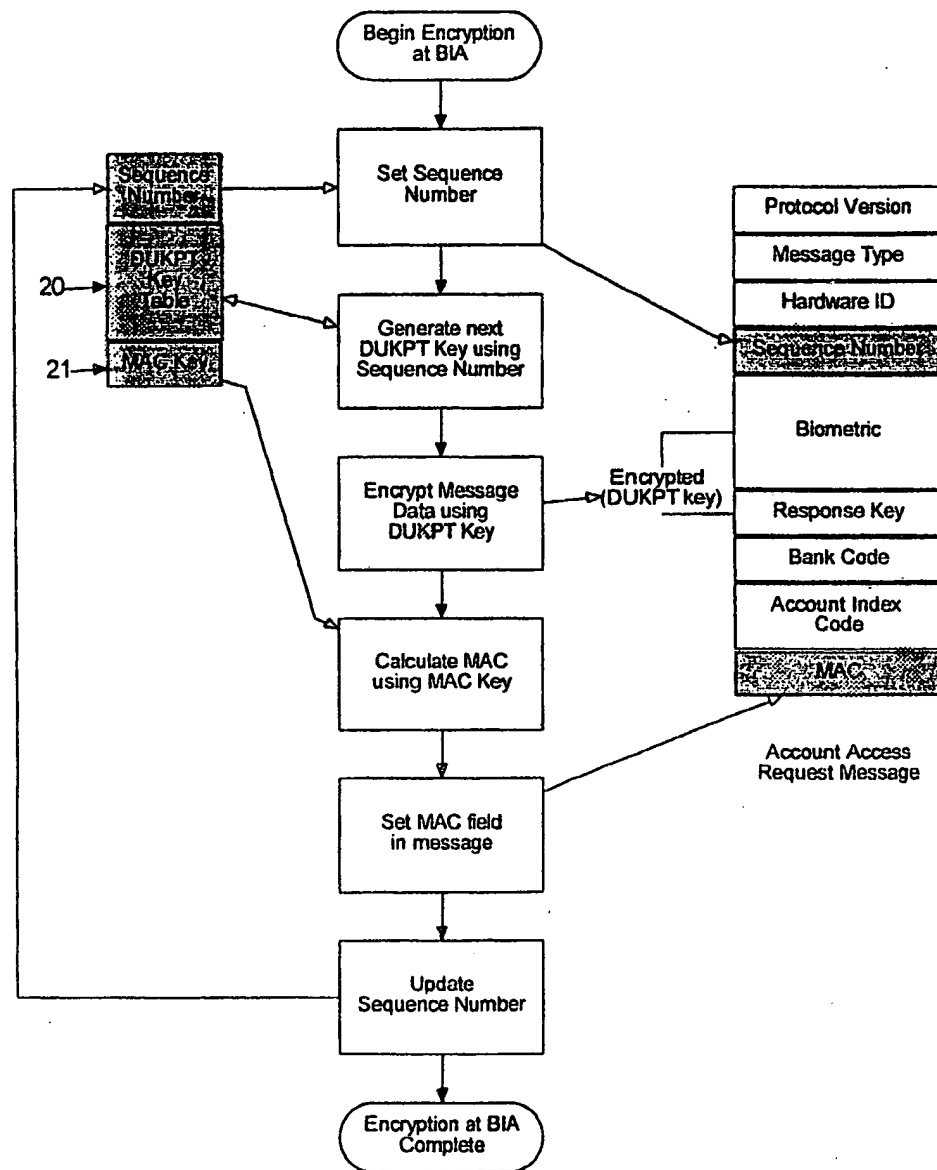 Begin Encryption
at BIA
Sequence
Number
DUKPT
Key
Table
MAC Key
20
21
Set Sequence
Number
Generate next
DUKPT Key using
Sequence Number
Encrypt Message
Data using
DUKPT Key
Calculate MAC
using MAC Key
Set MAC field
in message
Update
Sequence Number
Encryption at BIA
Complete
Encrypted
(DUKPT key)
Protocol Version
Message Type
Hardware ID
Sequence Number
Biometric
Response Key
Bank Code
Account Index
Code
MAC
Account Access
Request Message